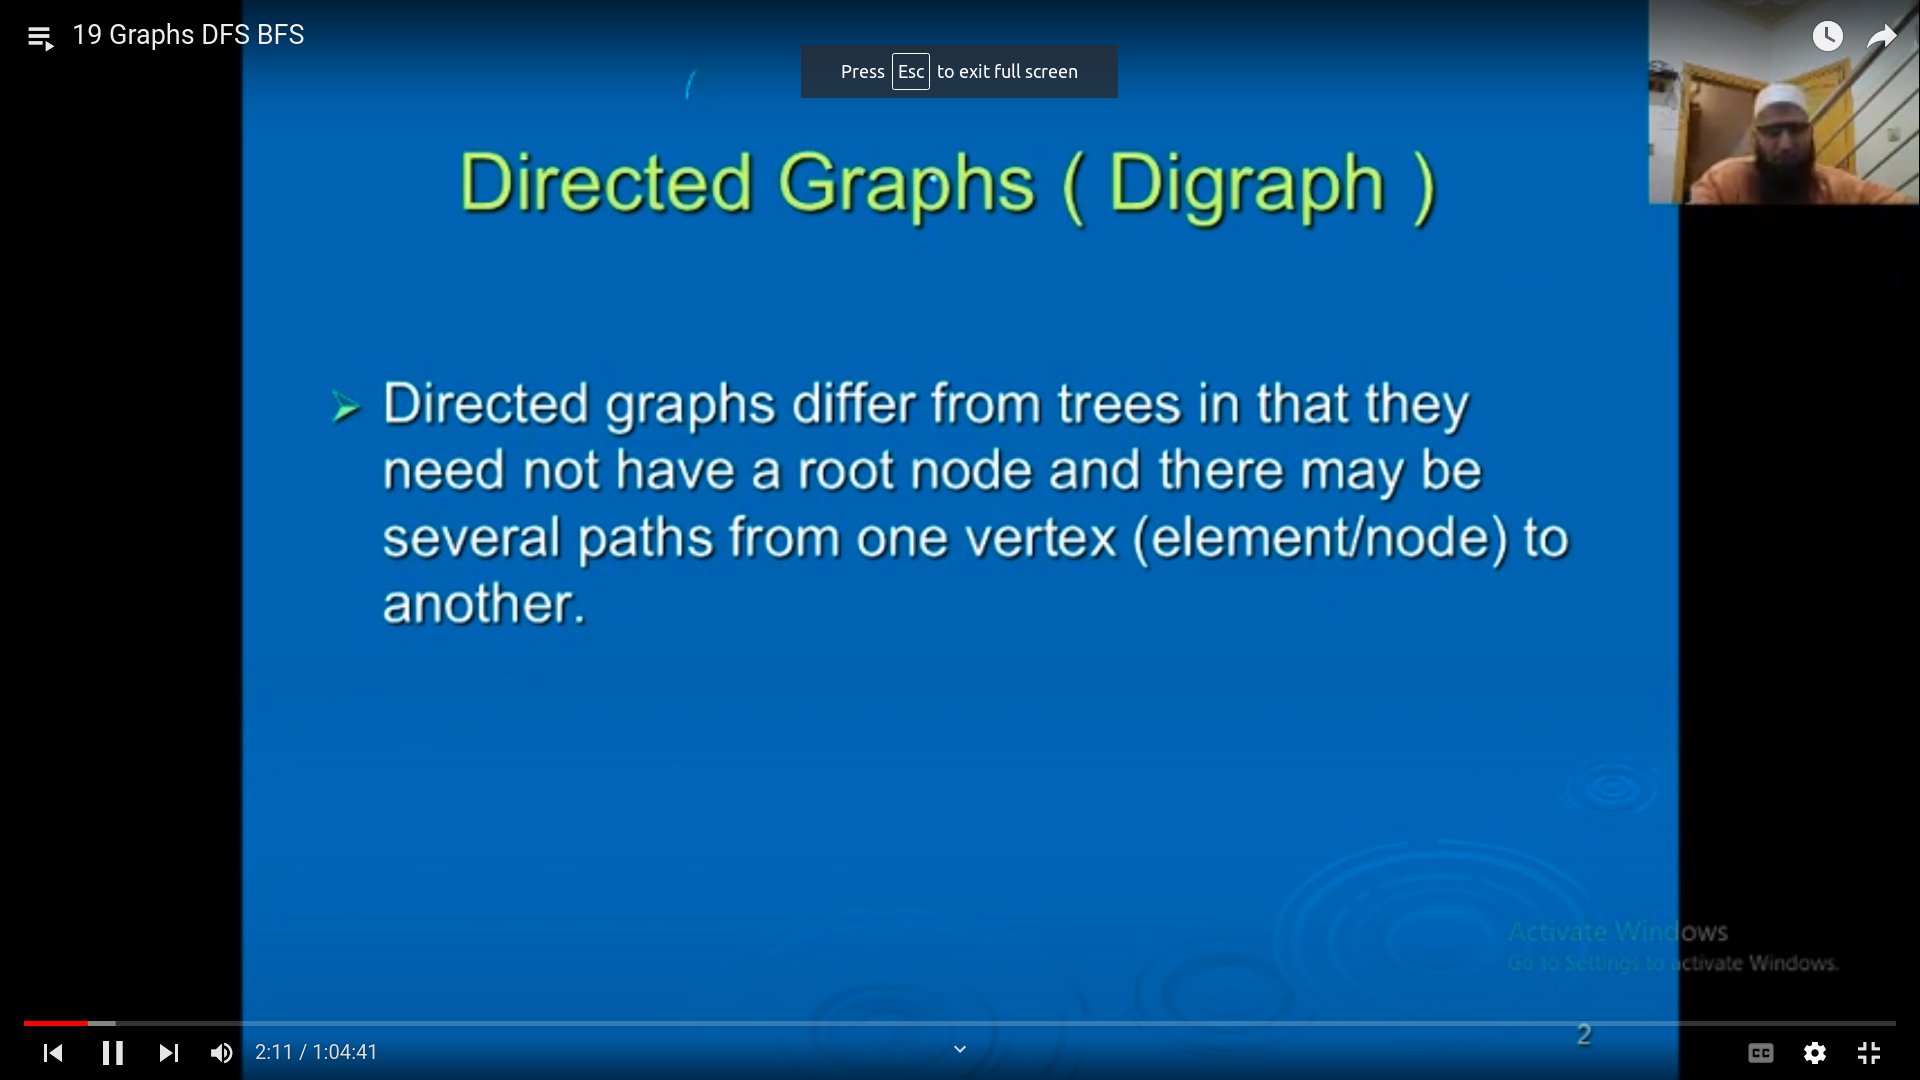 19 Graphs DFS BFS
Press Esc to exit full screen
Directed Graphs ( Digraph )
Directed graphs differ from trees in that they
need not have a root node and there may be
several paths from one vertex (element/node) to
another.
Activate Windows
Go to Settings to activate Windows.
2
2:11 / 1:04:41
CC